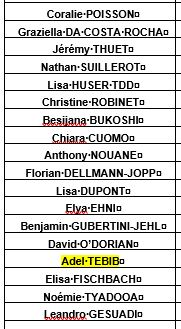 Coralie·POISSON¤
Graziella·DA·COSTA·ROCHA¤
Jérémy·THUET¤
Nathan·SUILLEROT¤
Lisa·HUSER·TDD¤
Christine·ROBINET¤
Besijana·BUKOSHI¤
Chiara·CUOMO¤
Anthony·NOUANE¤
Florian·DELLMANN-JOPP¤
Lisa·DUPONT¤
Elya·EHNI¤
Benjamin·GUBERTINI-JEHL¤
David·O’DORIAN¤
Adel·TEBIB¤
Elisa·FISCHBACH¤
Noémie·TYADOOA¤
Leandro·GESUADI¤